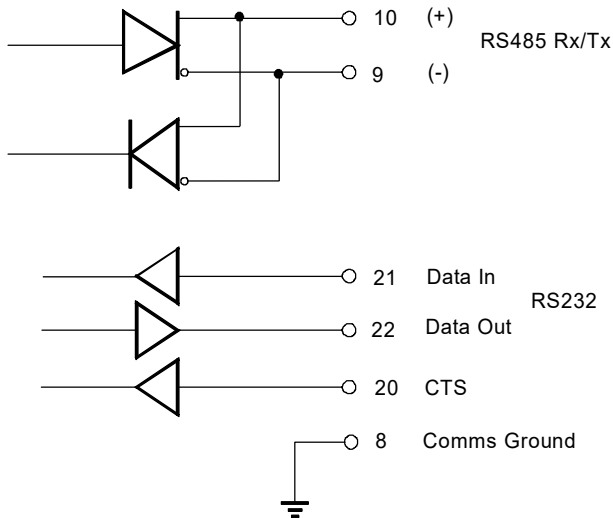 10 (+)
RS485 Rx/Tx
9 (-)
21 Data In
RS232
22 Data Out
20 CTS
8 Comms Ground